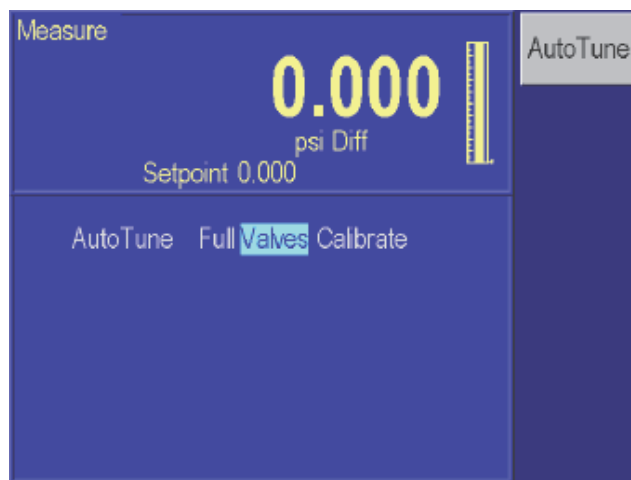 Measure
AutoTune
0.000
psi Diff
Setpoint 0.000
AutoTune Full Valves Calibrate